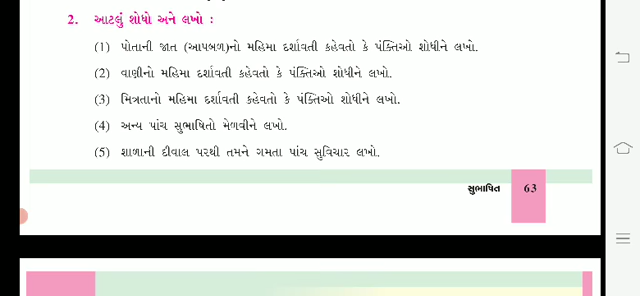 2. આટલું શોધો અને લખો :
(1) પોતાની જાત (આપબળ)નો મહિમા દર્શાવતી કહેવતો કે પંક્તિઓ શોધીને લખો.
(2) વાણીનો મહિમા દર્શાવતી કહેવતો કે પંક્તિઓ શોધીને લખો.
(3) મિત્રતાનો મહિમા દર્શાવતી કહેવતો કે પંક્તિઓ શોધીને લખો.
(4) અન્ય પાંચ સુભાષિતો મેળવીને લખો.
(5) શાળાની દીવાલ પરથી તમને ગમતા પાંચ સુવિચાર લખો.
સુભાષિત 63